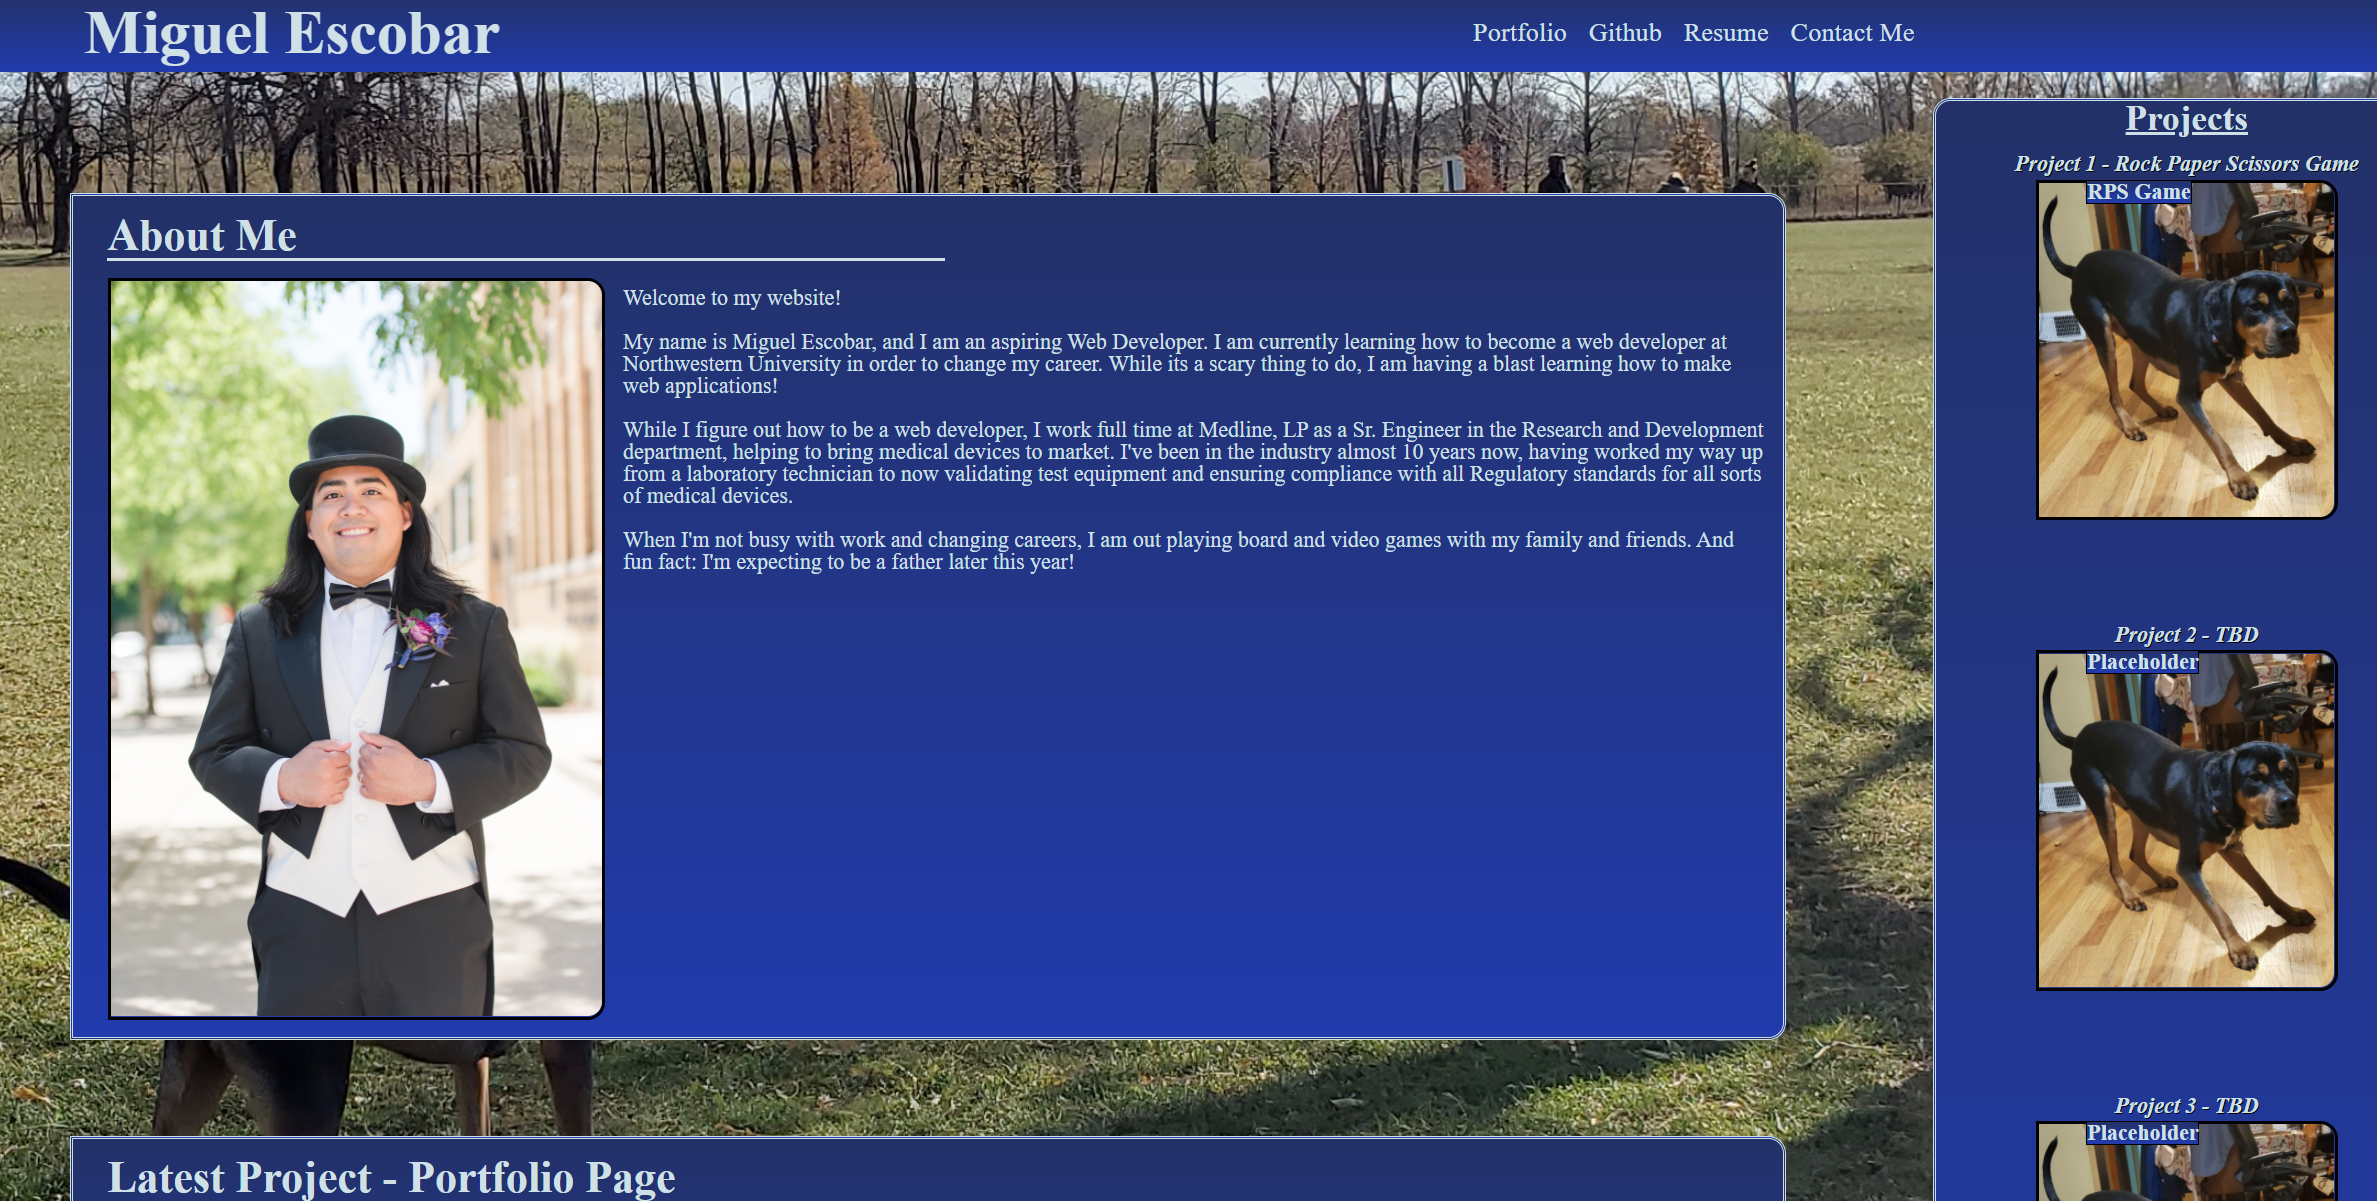 Miguel Escobar
Portfolio Github Resume Contact Me
About Me
Welcome to my website!
My name is Miguel Escobar, and I am an aspiring Web Developer. I am currently learning how to become a web developer at
Northwestern University in order to change my career. While its a scary thing to do, I am having a blast learning how to make
web applications!
While I figure out how to be a web developer, I work full time at Medline, LP as a Sr. Engineer in the Research and Development
department, helping to bring medical devices to market. I've been in the industry almost 10 years now, having worked my way up
from a laboratory technician to now validating test equipment and ensuring compliance with all Regulatory standards for all sorts
of medical devices.
When I'm not busy with work and changing careers, I am out playing board and video games with my family and friends. And
fun fact: I'm expecting to be a father later this year!
Latest Project - Portfolio Page
Projects
Project 1 - Rock Paper Scissors Game
RPS Game
Project 2 - TBD
Placeholder
Project 3 - TBD
Placeholder